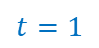 t = 1